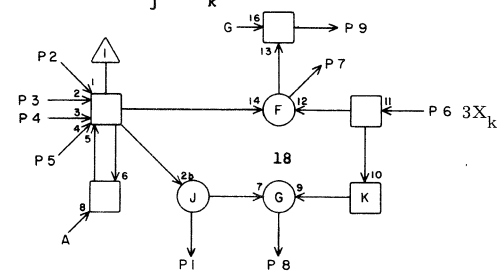 j k
G 16 P 9
13
I
P 2
P 7
1
P 3 2
14 F 12 11 P 6 3X_k
P 4 3
4
5
P 5
18
6 2b 10
8 J 7 G 9 K
A
P 1 P 8